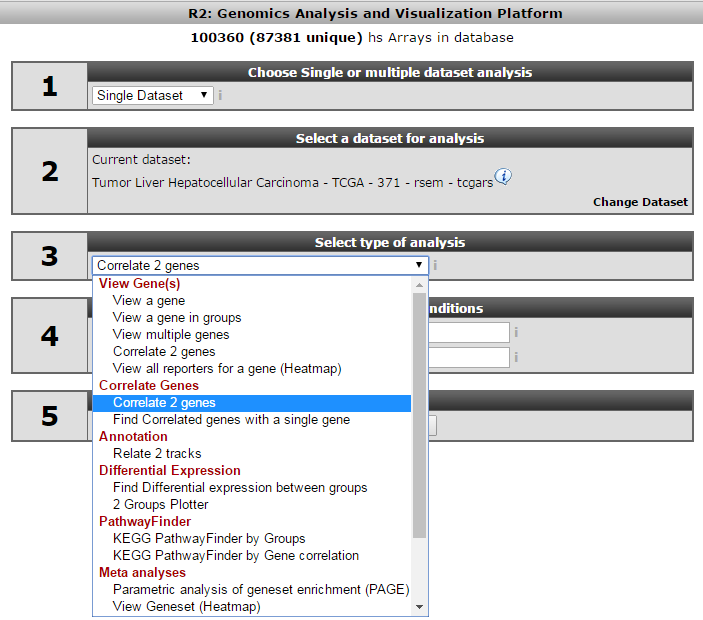 R2: Genomics Analysis and Visualization Platform
100360 (87381 unique) hs Arrays in database
1
Choose Single or multiple dataset analysis
Single Dataset ▼ i
2
Select a dataset for analysis
Current dataset:
Tumor Liver Hepatocellular Carcinoma - TCGA - 371 - rsem - tcgars i
Change Dataset
3
Select type of analysis
Correlate 2 genes ▼ i
View Gene(s)
View a gene
View a gene in groups
View multiple genes
Correlate 2 genes
View all reporters for a gene (Heatmap)
Correlate Genes
Correlate 2 genes
Find Correlated genes with a single gene
Annotation
Relate 2 tracks
Differential Expression
Find Differential expression between groups
2 Groups Plotter
PathwayFinder
KEGG PathwayFinder by Groups
KEGG PathwayFinder by Gene correlation
Meta analyses
Parametric analysis of geneset enrichment (PAGE)
View Geneset (Heatmap)
4
nditions
i
i
5